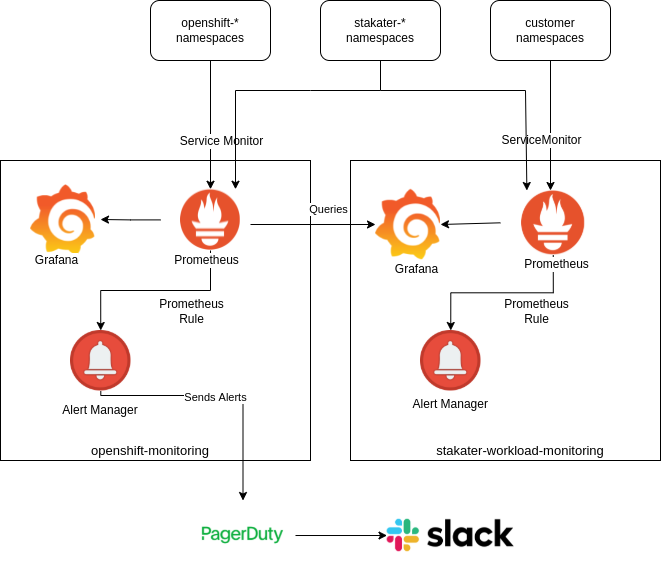 openshift-*
namespaces
stakater-*
namespaces
customer
namespaces
Service Monitor
ServiceMonitor
Grafana
Prometheus
Queries
Grafana
Prometheus
Prometheus
Rule
Prometheus
Rule
Alert Manager
Sends Alerts
Alert Manager
openshift-monitoring
stakater-workload-monitoring
PagerDuty
slack